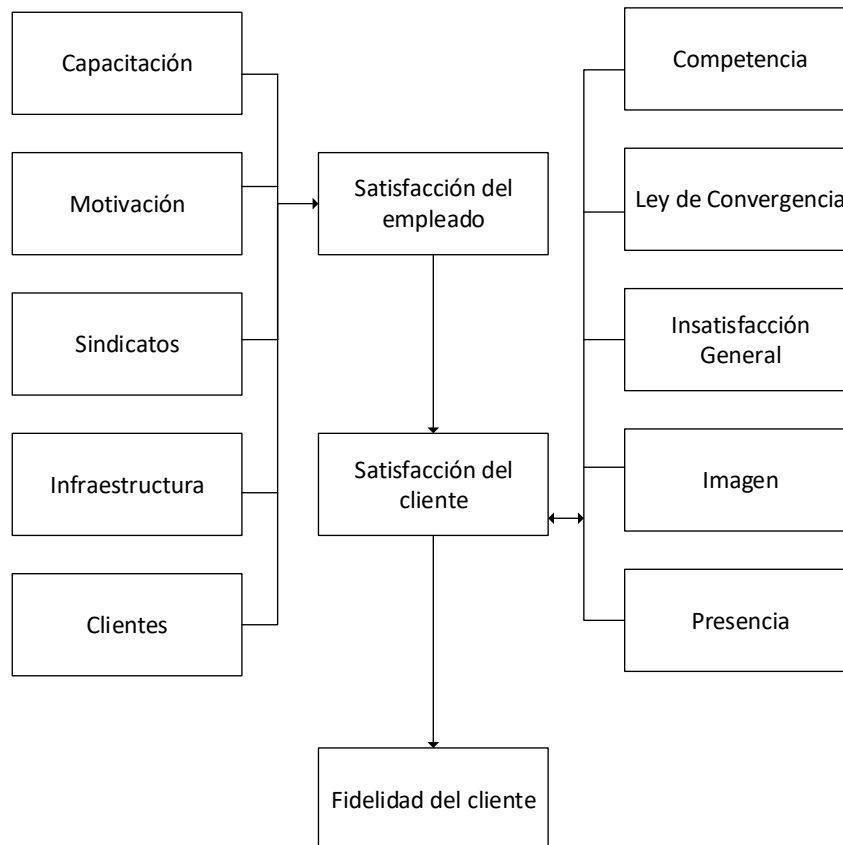 Capacitación
Competencia
Motivación
Satisfacción del
empleado
Ley de Convergencia
Sindicatos
Insatisfacción
General
Infraestructura
Satisfacción del
cliente
Imagen
Clientes
Presencia
Fidelidad del cliente